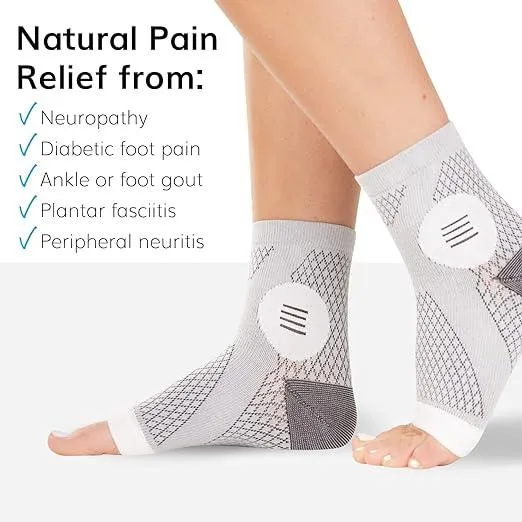 Natural Pain
Relief from:
Neuropathy
Diabetic foot pain
Ankle or foot gout
Plantar fasciitis
Peripheral neuritis